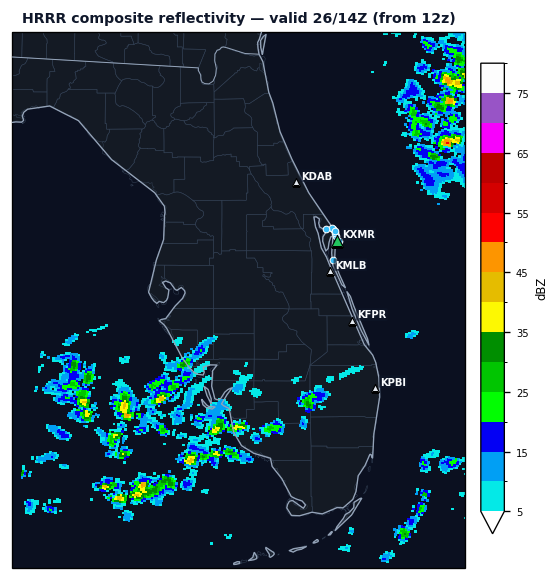 HRRR composite reflectivity — valid 26/14Z (from 12z)
KDAB
KXMR
KMLB
KFPR
KPBI
75
65
55
45
35
25
15
5
dBZ